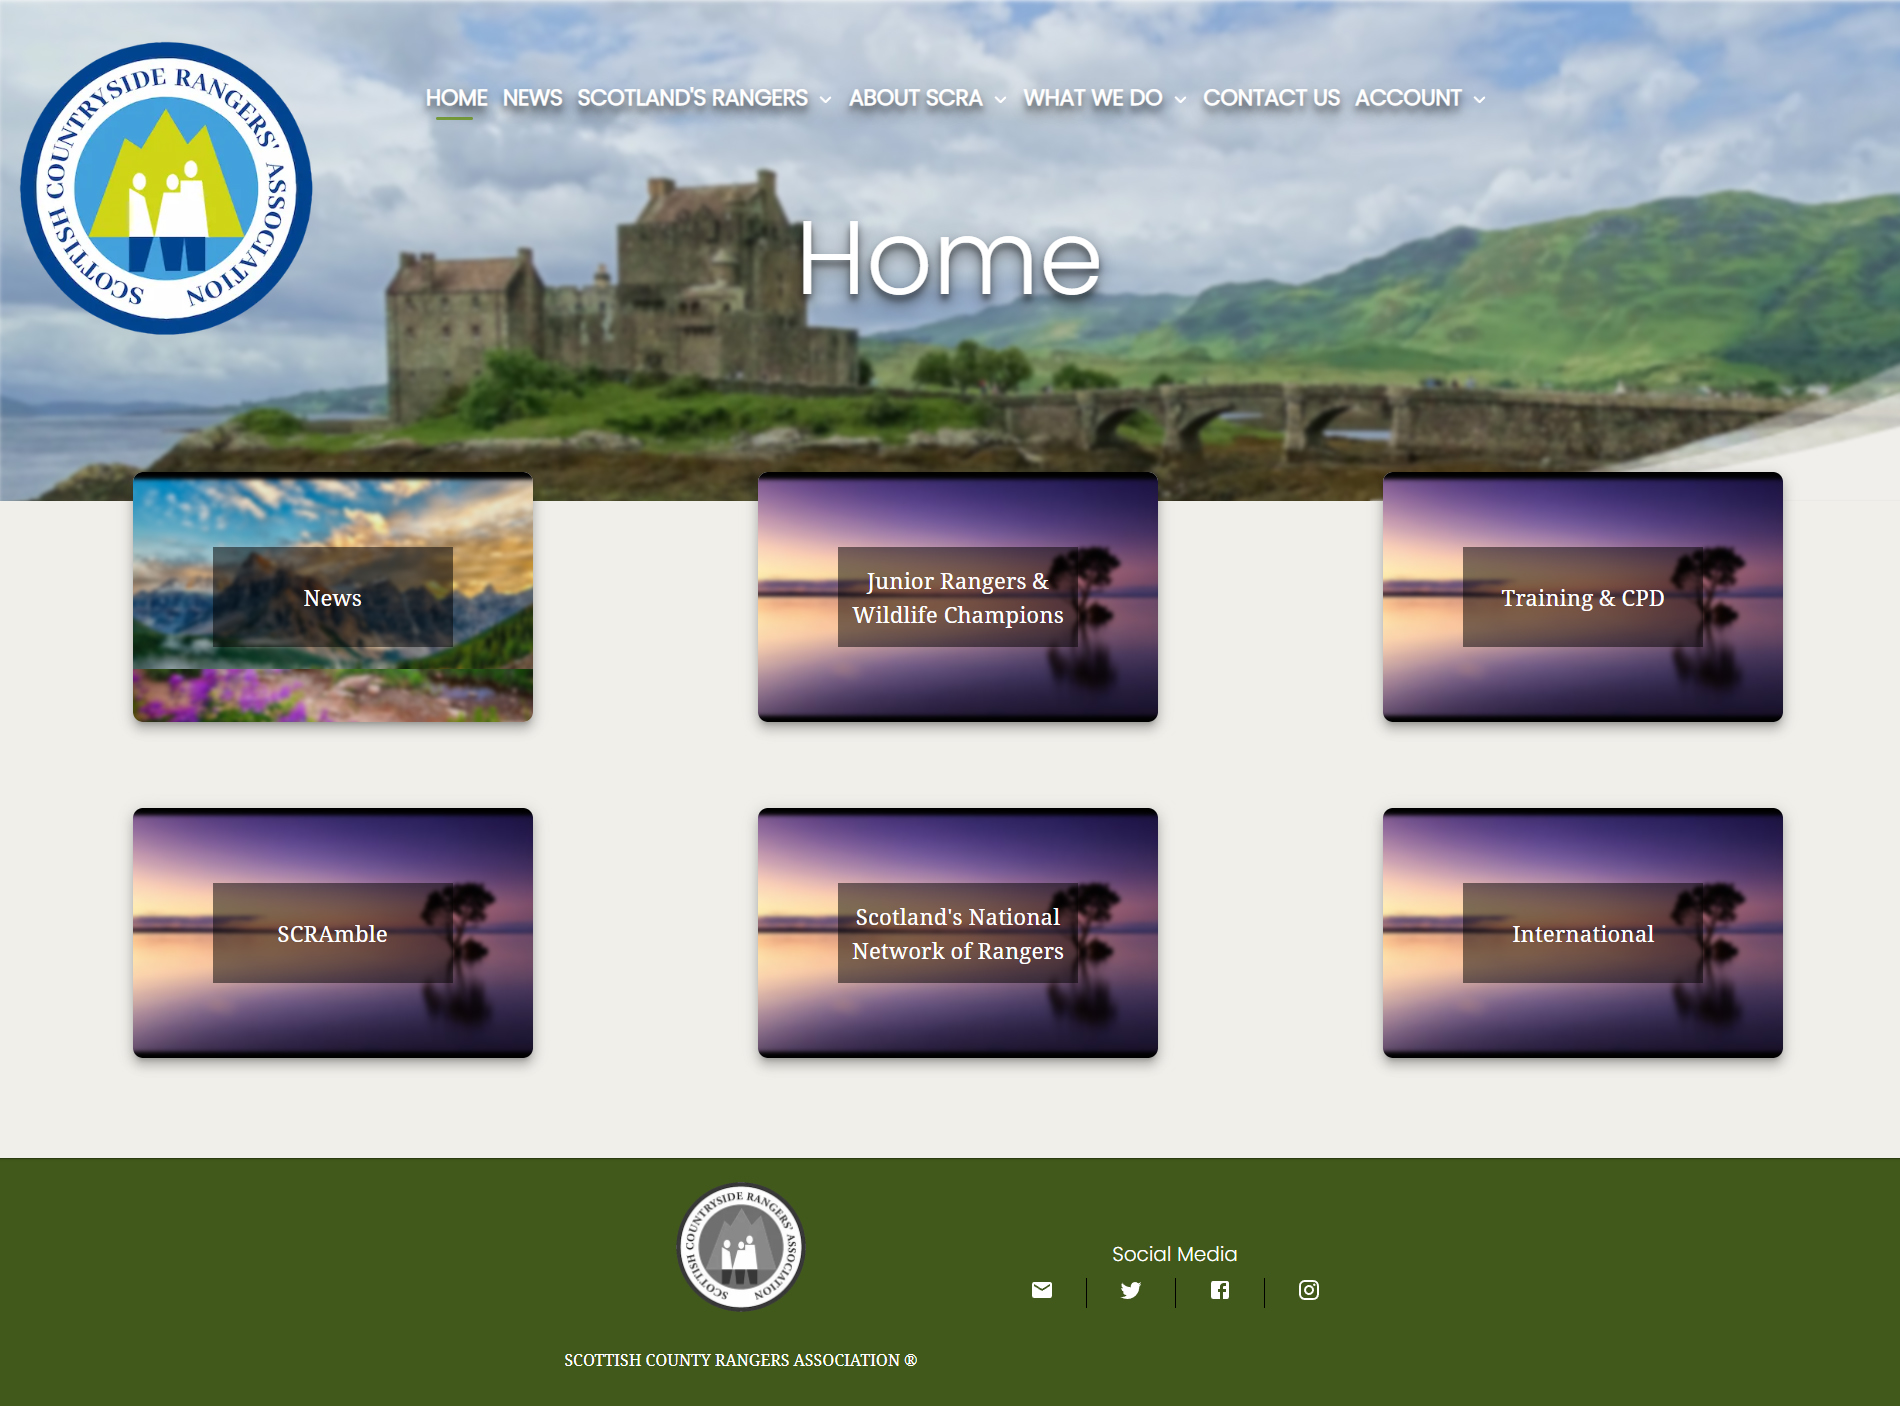 SCOTTISH COUNTRYSIDE RANGERS' ASSOCIATION
HOME NEWS SCOTLAND'S RANGERS ABOUT SCRA WHAT WE DO CONTACT US ACCOUNT
Home
News
Junior Rangers &
Wildlife Champions
Training & CPD
SCRAmble
Scotland's National
Network of Rangers
International
SCOTTISH COUNTRYSIDE RANGERS' ASSOCIATION
Social Media
SCOTTISH COUNTY RANGERS ASSOCIATION ®